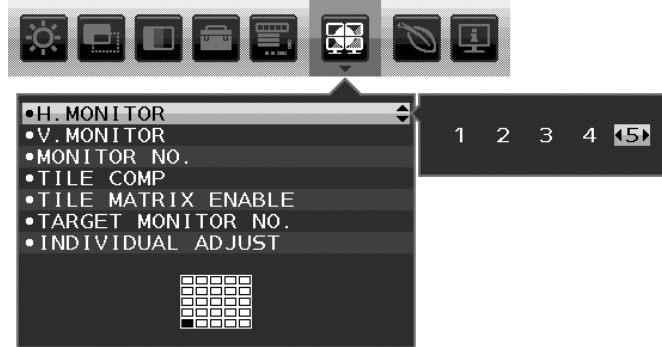 •H.MONITOR
1 2 3 4 5
•V.MONITOR
•MONITOR NO.
•TILE COMP
•TILE MATRIX ENABLE
•TARGET MONITOR NO.
•INDIVIDUAL ADJUST